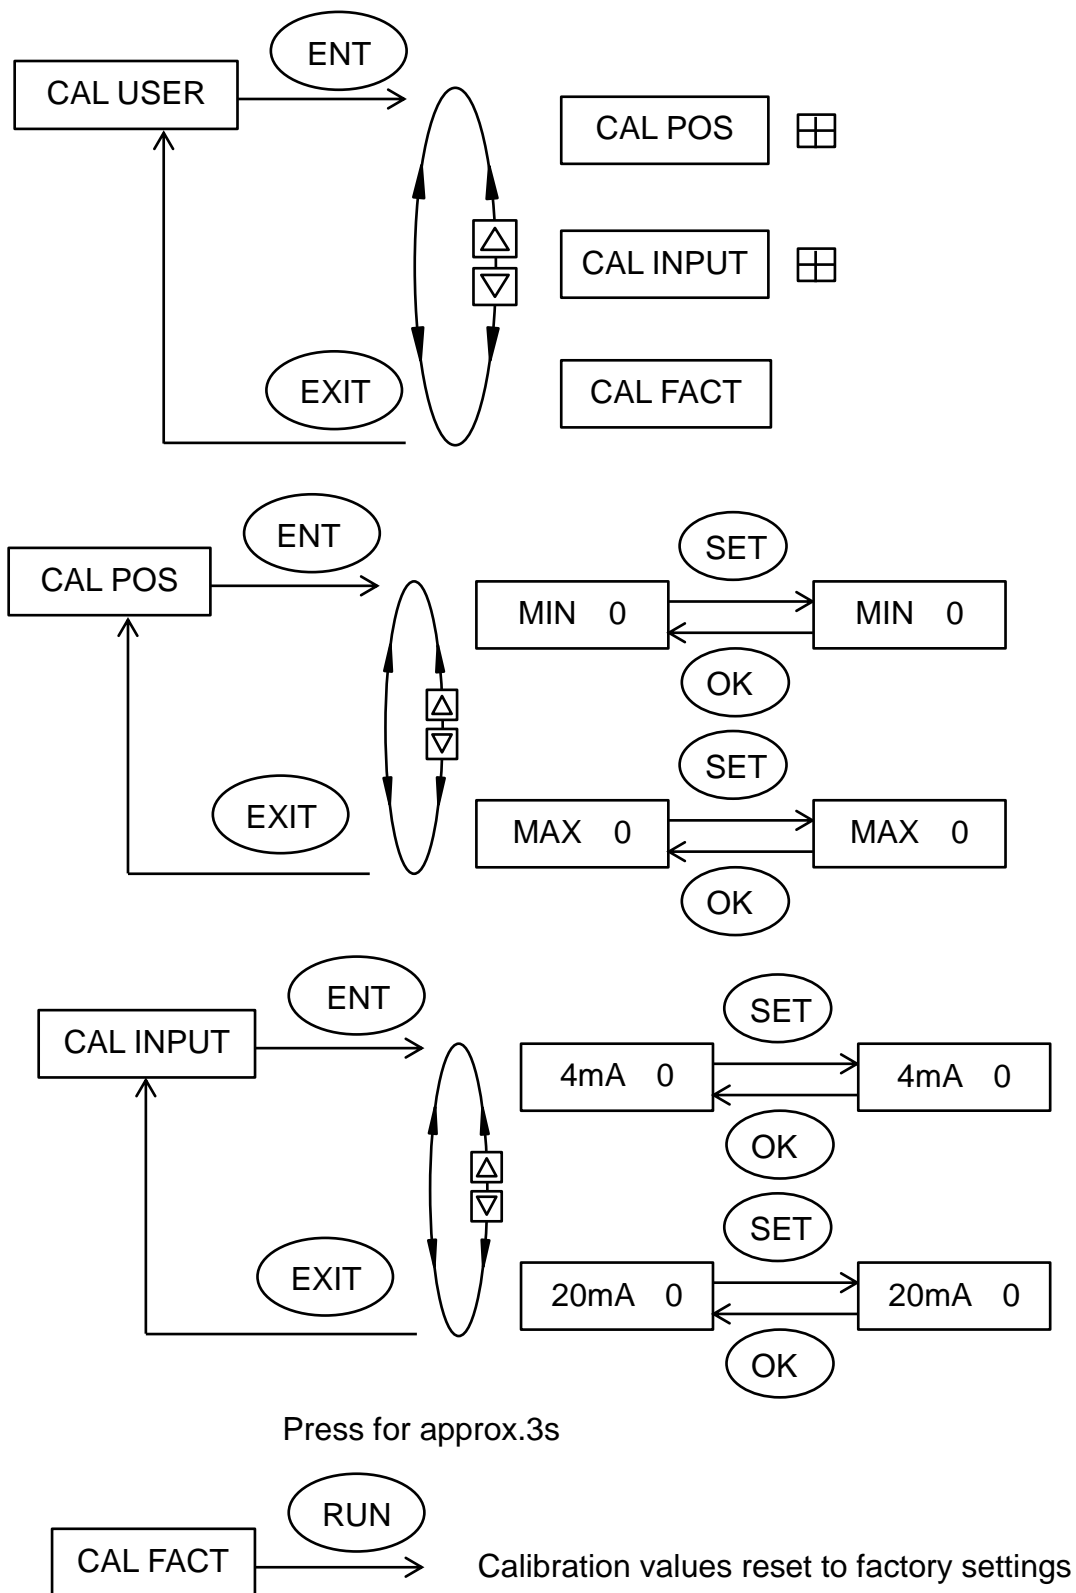 ENT
CAL USER
CAL POS
CAL INPUT
EXIT
CAL FACT
ENT
SET
CAL POS
MIN 0
MIN 0
OK
SET
EXIT
MAX 0
MAX 0
OK
ENT
SET
CAL INPUT
4mA 0
4mA 0
OK
SET
EXIT
20mA 0
20mA 0
OK
Press for approx.3s
RUN
CAL FACT
Calibration values reset to factory settings